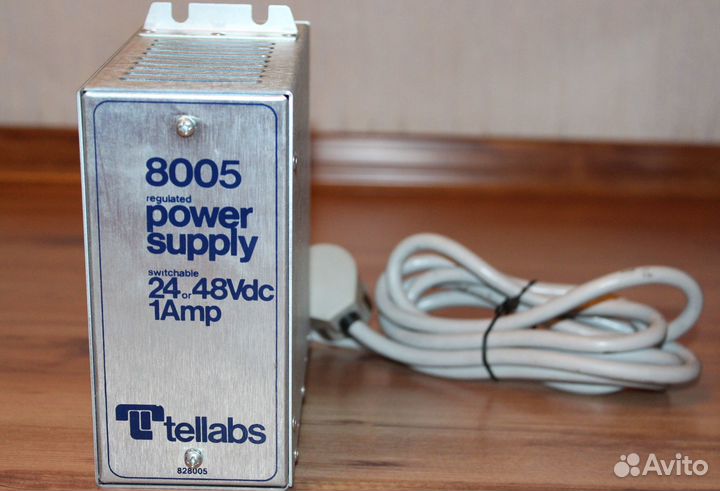 8005
regulated
power
supply
switchable
24 or 48Vdc
1Amp
tellabs
828005
Avito